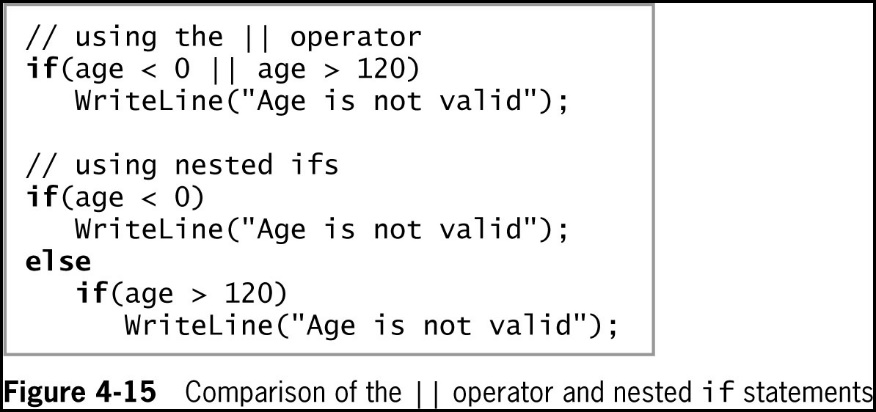 // using the || operator
if(age < 0 || age > 120)
   WriteLine("Age is not valid");

// using nested ifs
if(age < 0)
   WriteLine("Age is not valid");
else
   if(age > 120)
      WriteLine("Age is not valid");
Figure 4-15 Comparison of the || operator and nested if statements